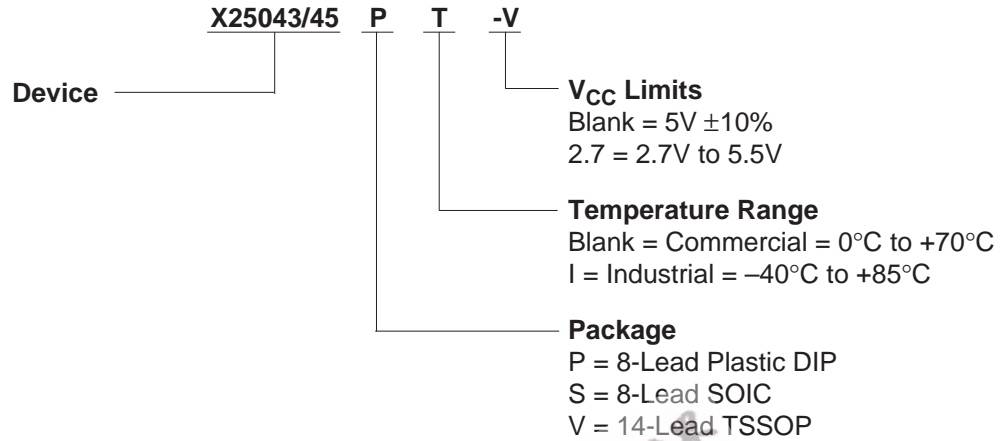 X25043/45 P T -V
Device
VCC Limits
Blank = 5V ±10%
2.7 = 2.7V to 5.5V
Temperature Range
Blank = Commercial = 0°C to +70°C
I = Industrial = –40°C to +85°C
Package
P = 8-Lead Plastic DIP
S = 8-Lead SOIC
V = 14-Lead TSSOP